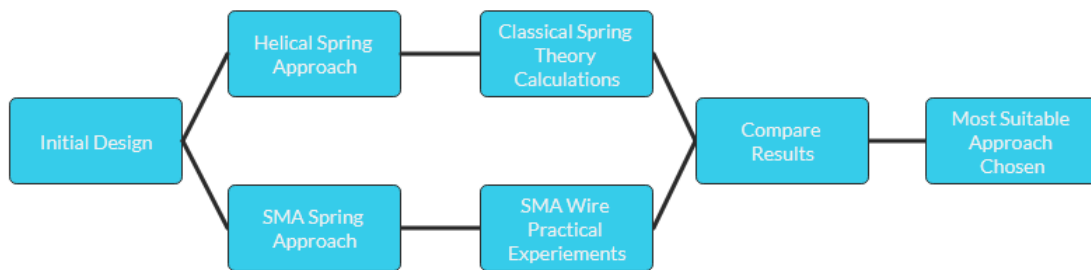 Initial Design
Helical Spring
Approach
Classical Spring
Theory
Calculations
SMA Spring
Approach
SMA Wire
Practical
Experiements
Compare
Results
Most Suitable
Approach
Chosen